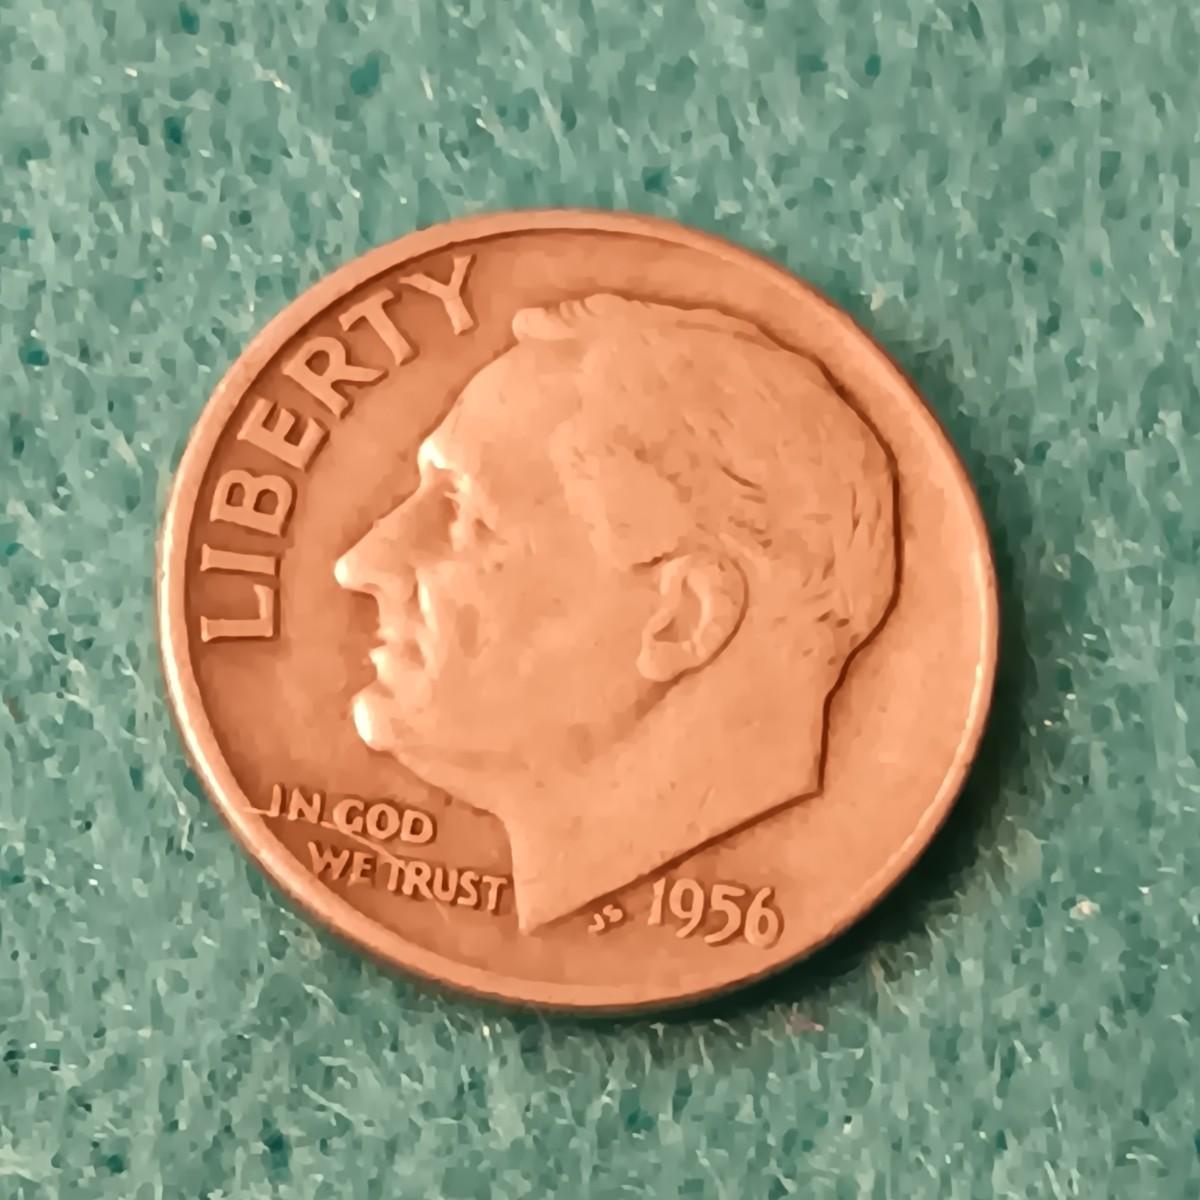 LIBERTY
IN GOD
WE TRUST
JS 1956